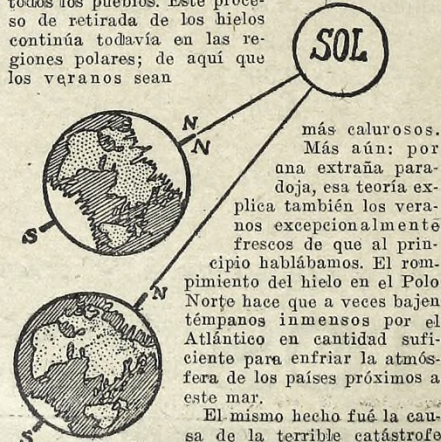 todos los pueblos. Este proce-
so de retirada de los hielos
continúa todavía en las re-
giones polares; de aquí que
los veranos sean
SOL
N
N
S
N
S
más calurosos.
Más aún: por
una extraña para-
doja, esa teoría ex-
plica también los vera-
nos excepcionalmente
frescos de que al prin-
cipio hablábamos. El rom-
pimiento del hielo en el Polo
Norte hace que a veces bajen
témpanos inmensos por el
Atlántico en cantidad sufi-
ciente para enfriar la atmós-
fera de los países próximos a
este mar.
El mismo hecho fué la cau-
sa de la terrible catástrofe